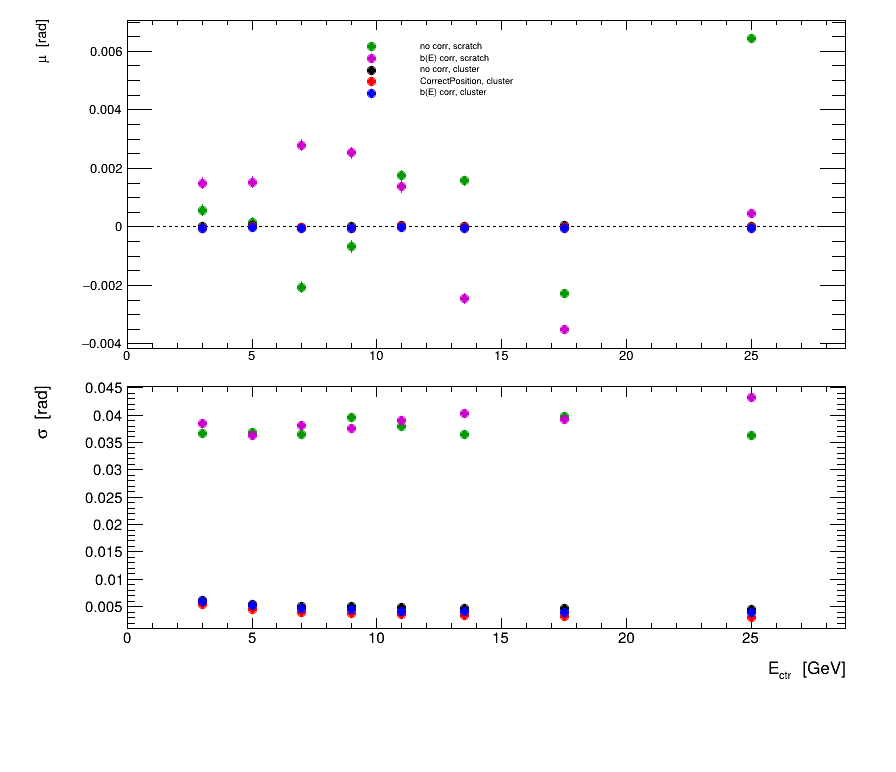 μ [rad]
0.006
0.004
0.002
0
−0.002
−0.004
no corr, scratch
b(E) corr, scratch
no corr, cluster
CorrectPosition, cluster
b(E) corr, cluster
0 5 10 15 20 25
σ [rad]
0.045
0.04
0.035
0.03
0.025
0.02
0.015
0.01
0.005
0 5 10 15 20 25
E_ctr [GeV]